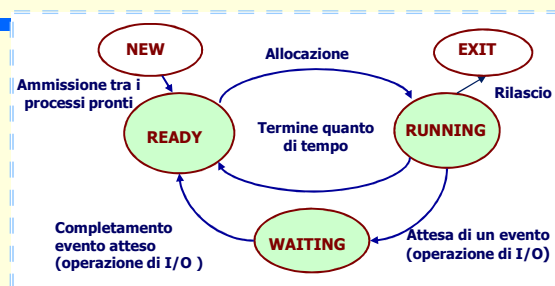 NEW
EXIT
Allocazione
Ammissione tra i
processi pronti
Rilascio
READY
Termine quanto
di tempo
RUNNING
Completamento
evento atteso
(operazione di I/O )
WAITING
Attesa di un evento
(operazione di I/O)